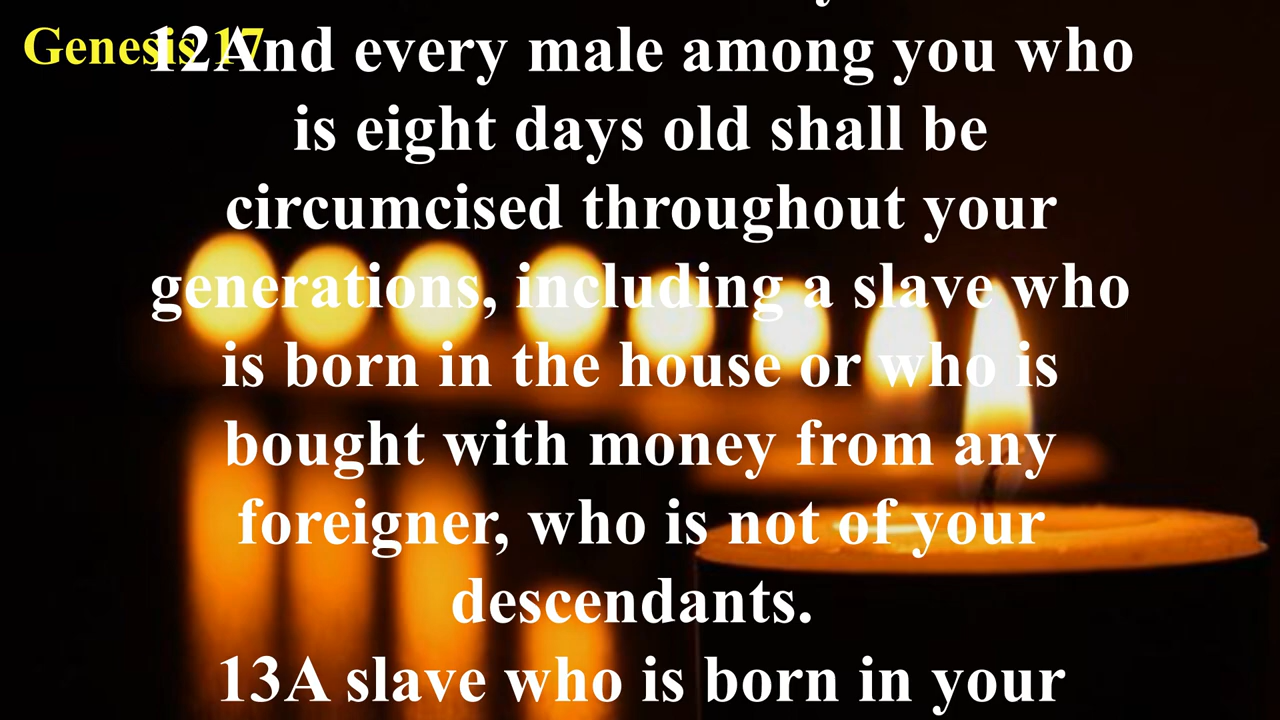 Genesis 17
12And every male among you who
is eight days old shall be
circumcised throughout your
generations, including a slave who
is born in the house or who is
bought with money from any
foreigner, who is not of your
descendants.
13A slave who is born in your